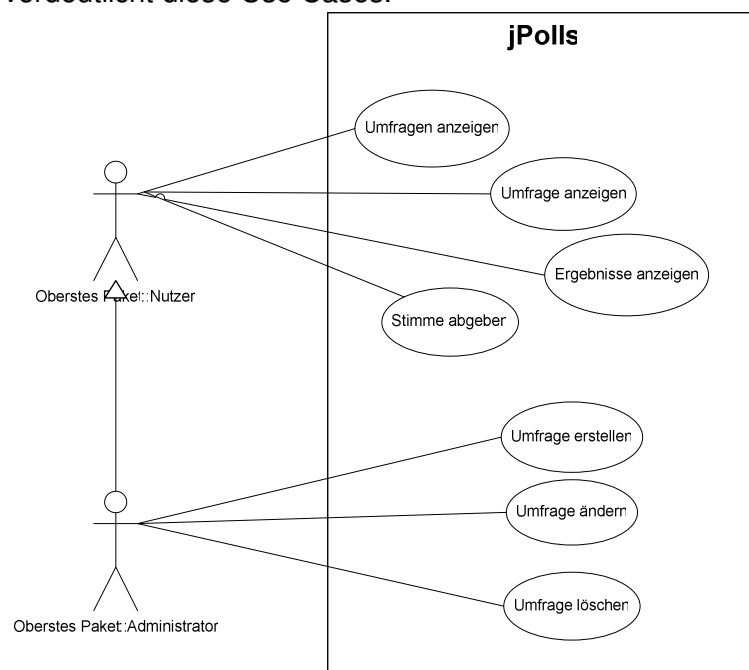 verdeutlicht diese Use Cases.
jPolls
Umfragen anzeigen
Umfrage anzeigen
Ergebnisse anzeigen
Oberstes Paket::Nutzer
Stimme abgeben
Umfrage erstellen
Umfrage ändern
Umfrage löschen
Oberstes Paket::Administrator